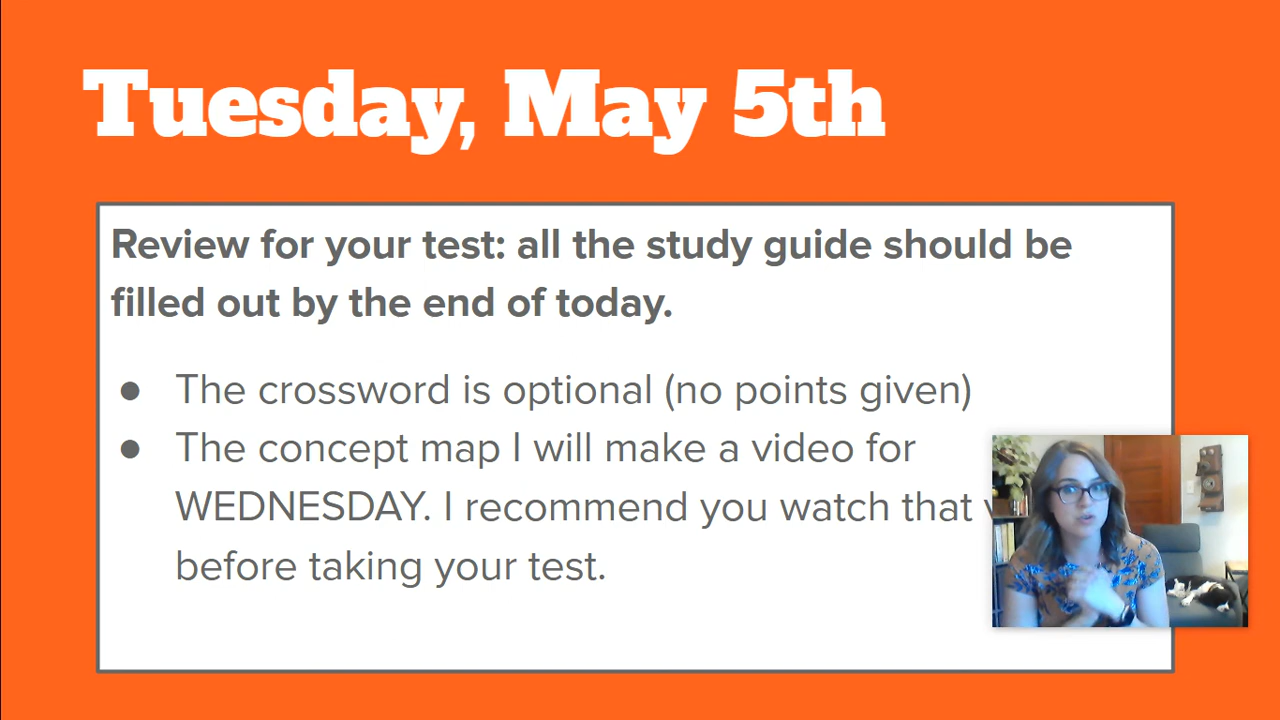 Tuesday, May 5th
Review for your test: all the study guide should be
filled out by the end of today.
● The crossword is optional (no points given)
● The concept map I will make a video for
WEDNESDAY. I recommend you watch that
before taking your test.